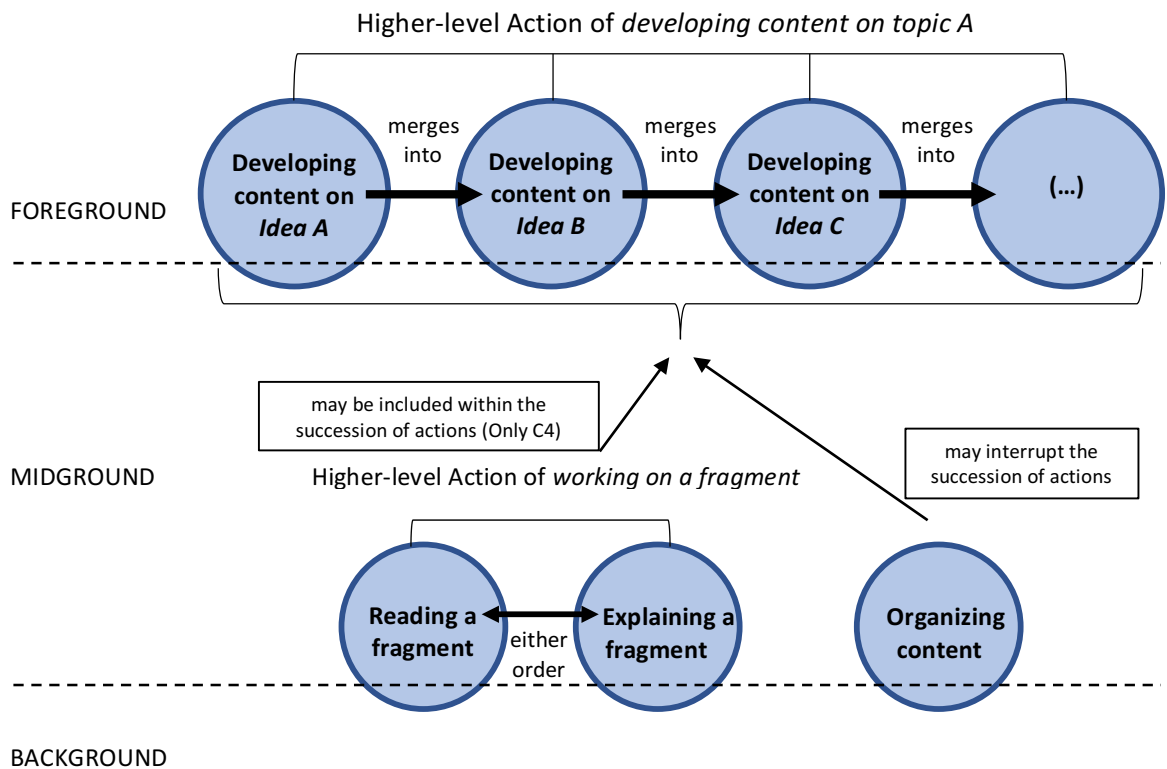 Higher-level Action of developing content on topic A
merges
into
merges
into
merges
into
Developing
content on
Idea A
Developing
content on
Idea B
Developing
content on
Idea C
(...)
FOREGROUND
may be included within the
succession of actions (Only C4)
may interrupt the
succession of actions
MIDGROUND
Higher-level Action of working on a fragment
Reading a
fragment
either
order
Explaining a
fragment
Organizing
content
BACKGROUND